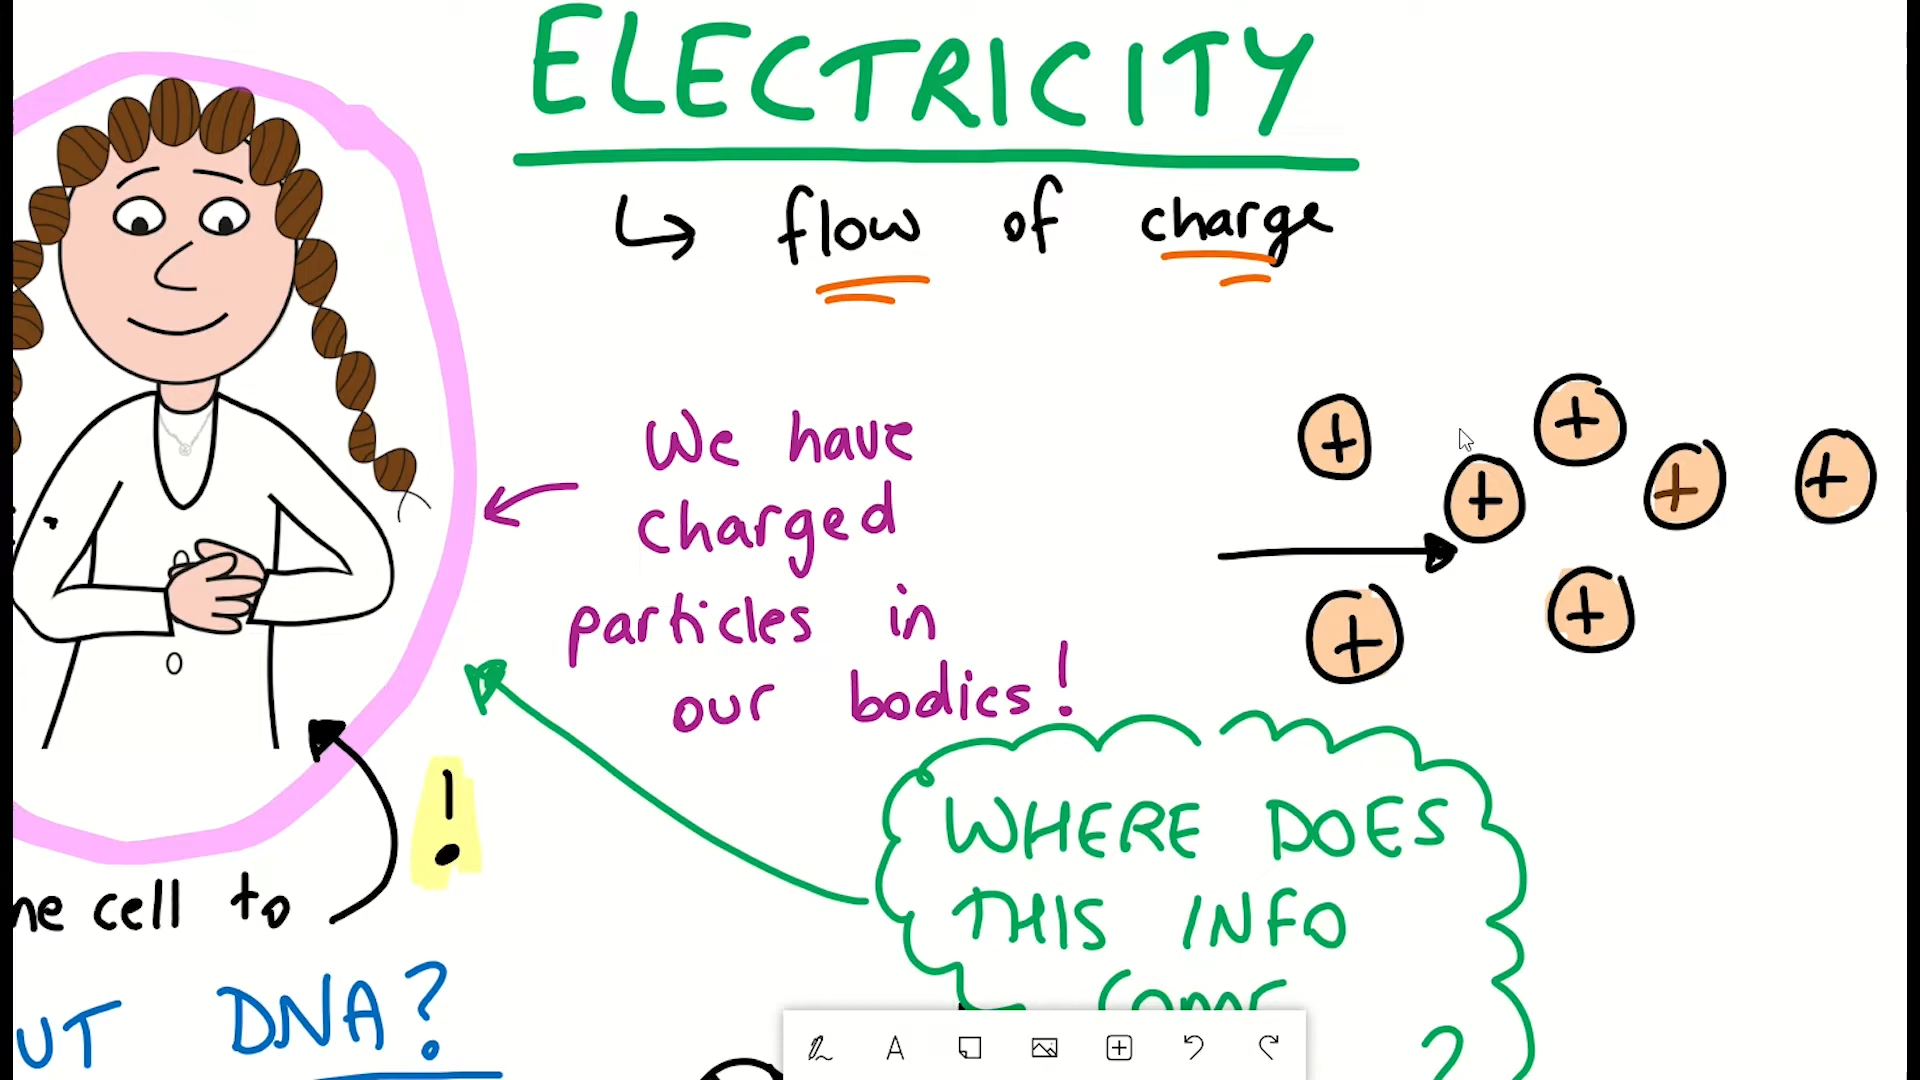 ELECTRICITY
↳ flow of charge
We have
charged
particles in
our bodies!
+ + + + + + +
!
WHERE DOES
THIS INFO
COME
?
ne cell to
UT DNA?
A